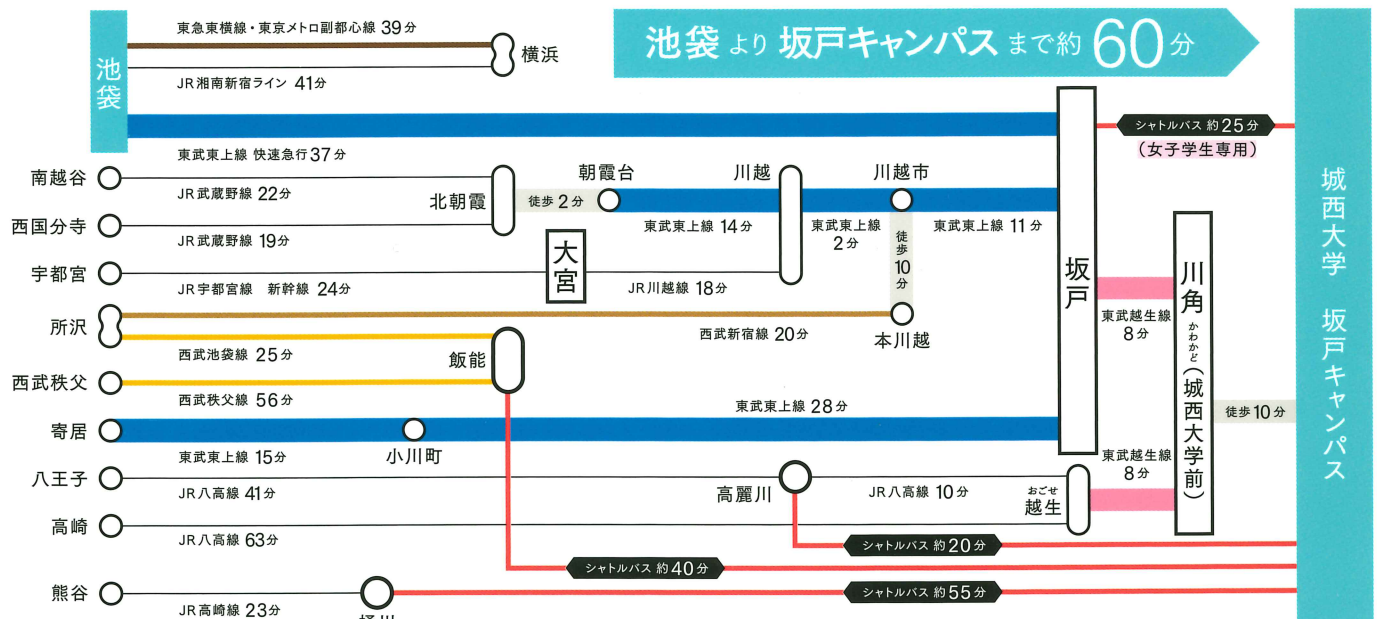 東急東横線・東京メトロ副都心線 39分
池袋
横浜
JR湘南新宿ライン 41分
池袋 より 坂戸キャンパス まで約 60分
東武東上線 快速急行 37分
シャトルバス 約25分
（女子学生専用）
南越谷
JR武蔵野線 22分
西国分寺
JR武蔵野線 19分
北朝霞
徒歩 2分
朝霞台
東武東上線 14分
川越
東武東上線
2分
川越市
東武東上線 11分
徒歩10分
宇都宮
JR宇都宮線 新幹線 24分
大宮
JR川越線 18分
所沢
西武新宿線 20分
本川越
西武池袋線 25分
飯能
西武秩父
西武秩父線 56分
坂戸
東武越生線
8分
川角
かわかど
（城西大学前）
徒歩 10分
寄居
東武東上線 15分
小川町
東武東上線 28分
八王子
JR八高線 41分
高麗川
JR八高線 10分
おごせ
越生
東武越生線
8分
高崎
JR八高線 63分
シャトルバス 約20分
シャトルバス 約40分
熊谷
JR高崎線 23分
シャトルバス 約55分
城西大学 坂戸キャンパス